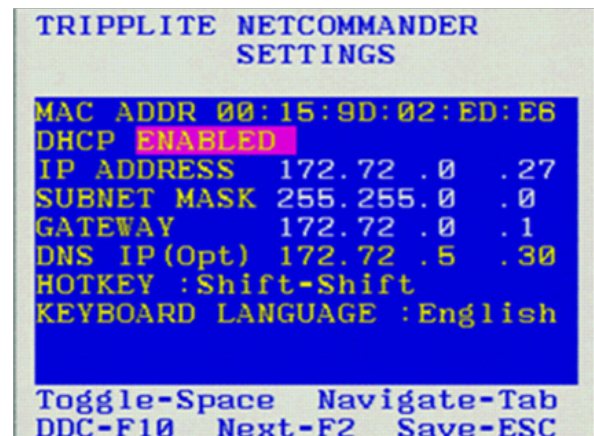 TRIPPLITE NETCOMMANDER
SETTINGS
MAC ADDR 00:15:9D:02:ED:E6
DHCP ENABLED
IP ADDRESS 172.72 .0 .27
SUBNET MASK 255.255.0 .0
GATEWAY 172.72 .0 .1
DNS IP(Opt) 172.72 .5 .30
HOTKEY :Shift-Shift
KEYBOARD LANGUAGE :English
Toggle-Space Navigate-Tab
DDC-F10 Next-F2 Save-ESC